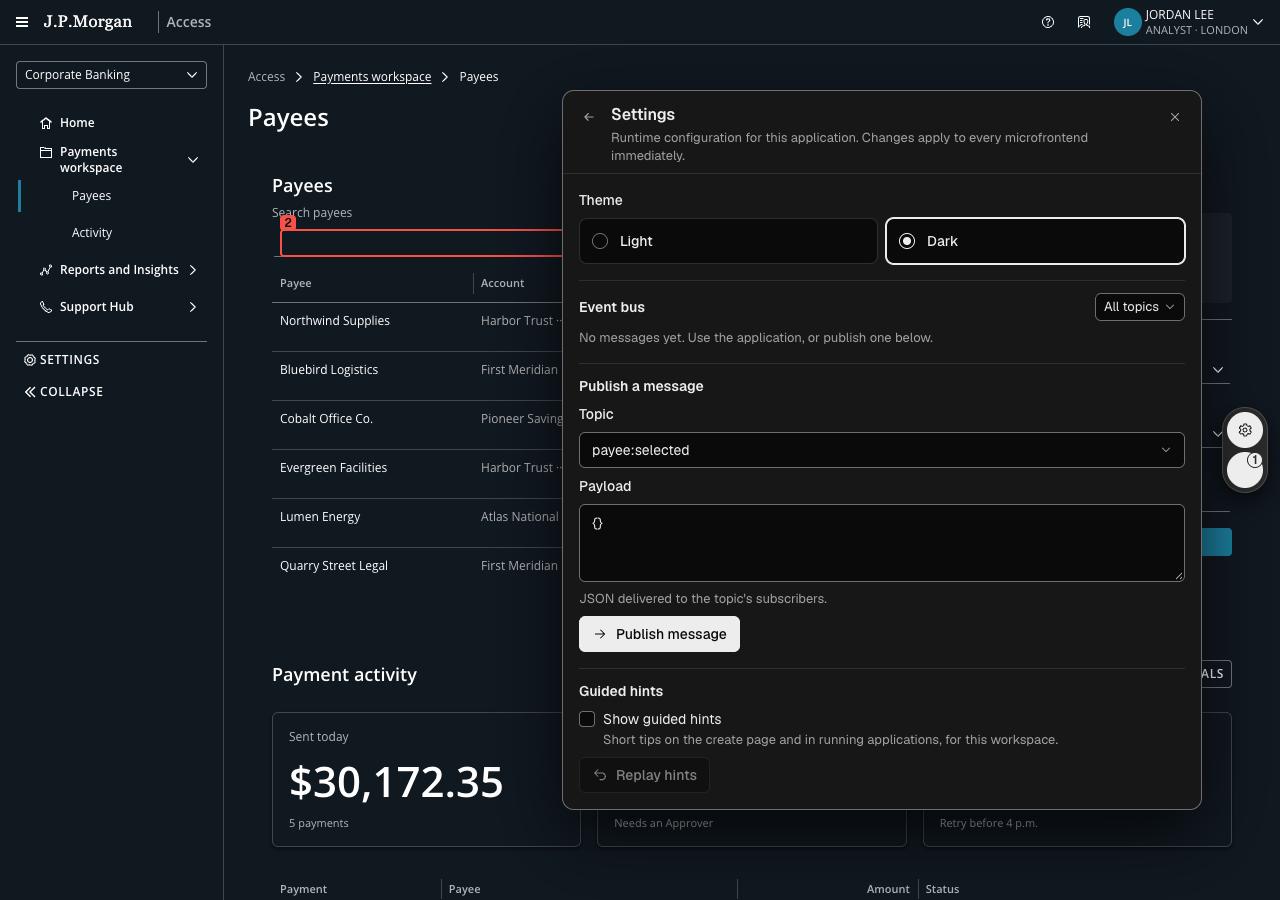 J.P.Morgan
Access
JL
JORDAN LEE
ANALYST · LONDON
Corporate Banking
Home
Payments
workspace
Payees
Activity
Reports and Insights
Support Hub
SETTINGS
COLLAPSE
Access
Payments workspace
Payees
Payees
Payees
Search payees
2
Payee
Account
Northwind Supplies
Harbor Trust ··
Bluebird Logistics
First Meridian
Cobalt Office Co.
Pioneer Saving
Evergreen Facilities
Harbor Trust ··
Lumen Energy
Atlas National
Quarry Street Legal
First Meridian
Settings
Runtime configuration for this application. Changes apply to every microfrontend
immediately.
Theme
Light
Dark
Event bus
All topics
No messages yet. Use the application, or publish one below.
Publish a message
Topic
payee:selected
Payload
{}
JSON delivered to the topic's subscribers.
Publish message
Guided hints
Show guided hints
Short tips on the create page and in running applications, for this workspace.
Replay hints
1
Payment activity
ALS
Sent today
$30,172.35
5 payments
Needs an Approver
Retry before 4 p.m.
Payment
Payee
Amount
Status